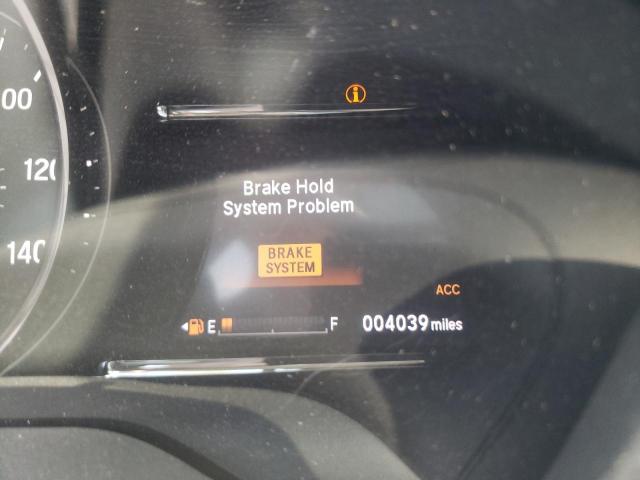 00
120
140
Brake Hold
System Problem
BRAKE
SYSTEM
ACC
E F 004039 miles